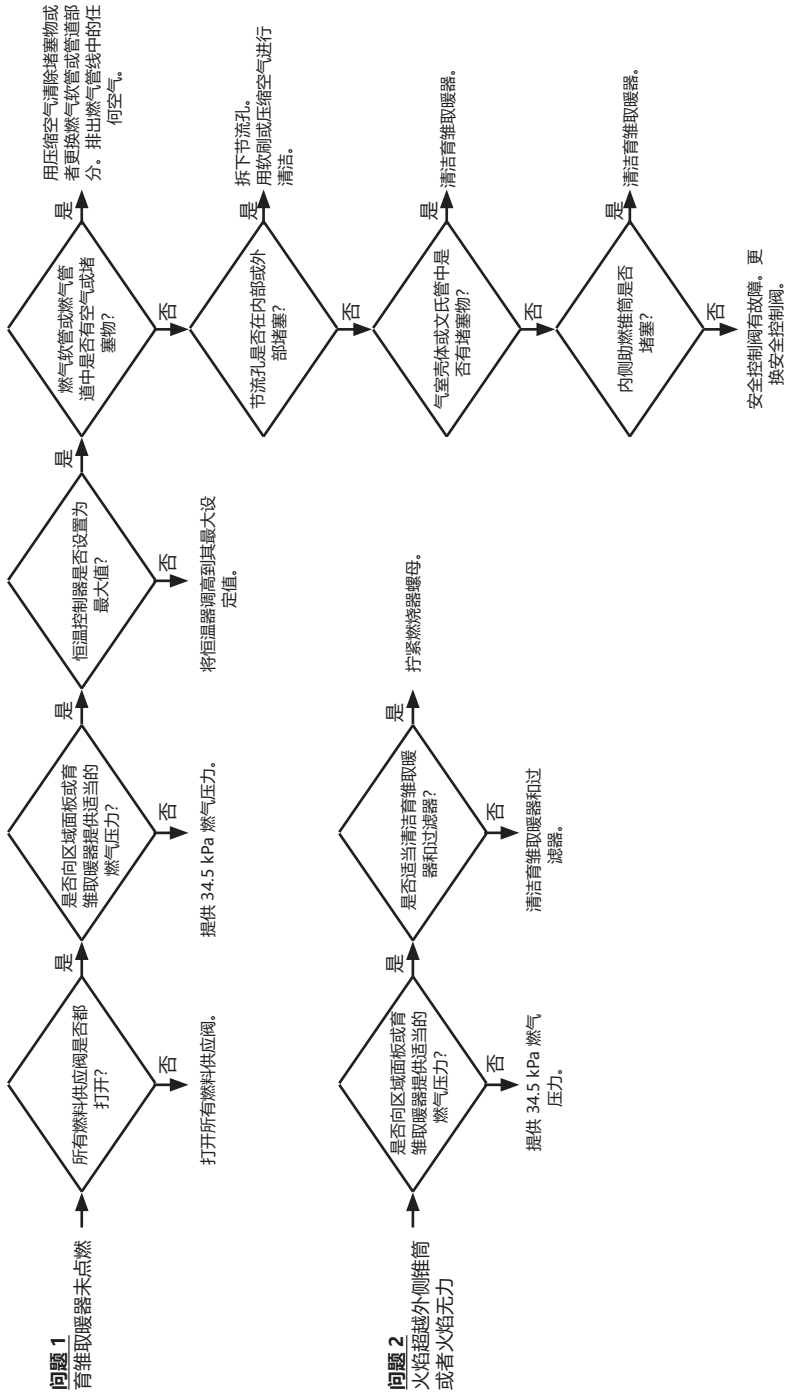 问题 1
育雏取暖器未点燃
所有燃料供应阀是否都
打开？
是
否
打开所有燃料供应阀。
是否向区域面板或育
雏取暖器提供适当的
燃气压力？
是
否
提供 34.5 kPa 燃气压力。
恒温控制器是否设置为
最大值？
是
否
将恒温器调高到其最大设
定值。
燃气软管或燃气管
道中是否有空气或堵
塞物？
是
用压缩空气清除堵塞物或
者更换燃气软管或管道部
分。排出燃气管线中的任
何空气。
否
节流孔是否在内部或外
部堵塞？
是
拆下节流孔。
用软刷或压缩空气进行
清洁。
否
气室壳体或文氏管中是
否有堵塞物？
是
清洁育雏取暖器。
否
内侧助燃锥筒是否
堵塞？
是
清洁育雏取暖器。
否
安全控制阀有故障。更
换安全控制阀。
问题 2
火焰超越外侧锥筒
或者火焰无力
是否向区域面板或育
雏取暖器提供适当的
燃气压力？
是
否
提供 34.5 kPa 燃气
压力。
是否适当清洁育雏取暖
器和过滤器？
是
否
清洁育雏取暖器和过
滤器。
拧紧燃烧器螺母。